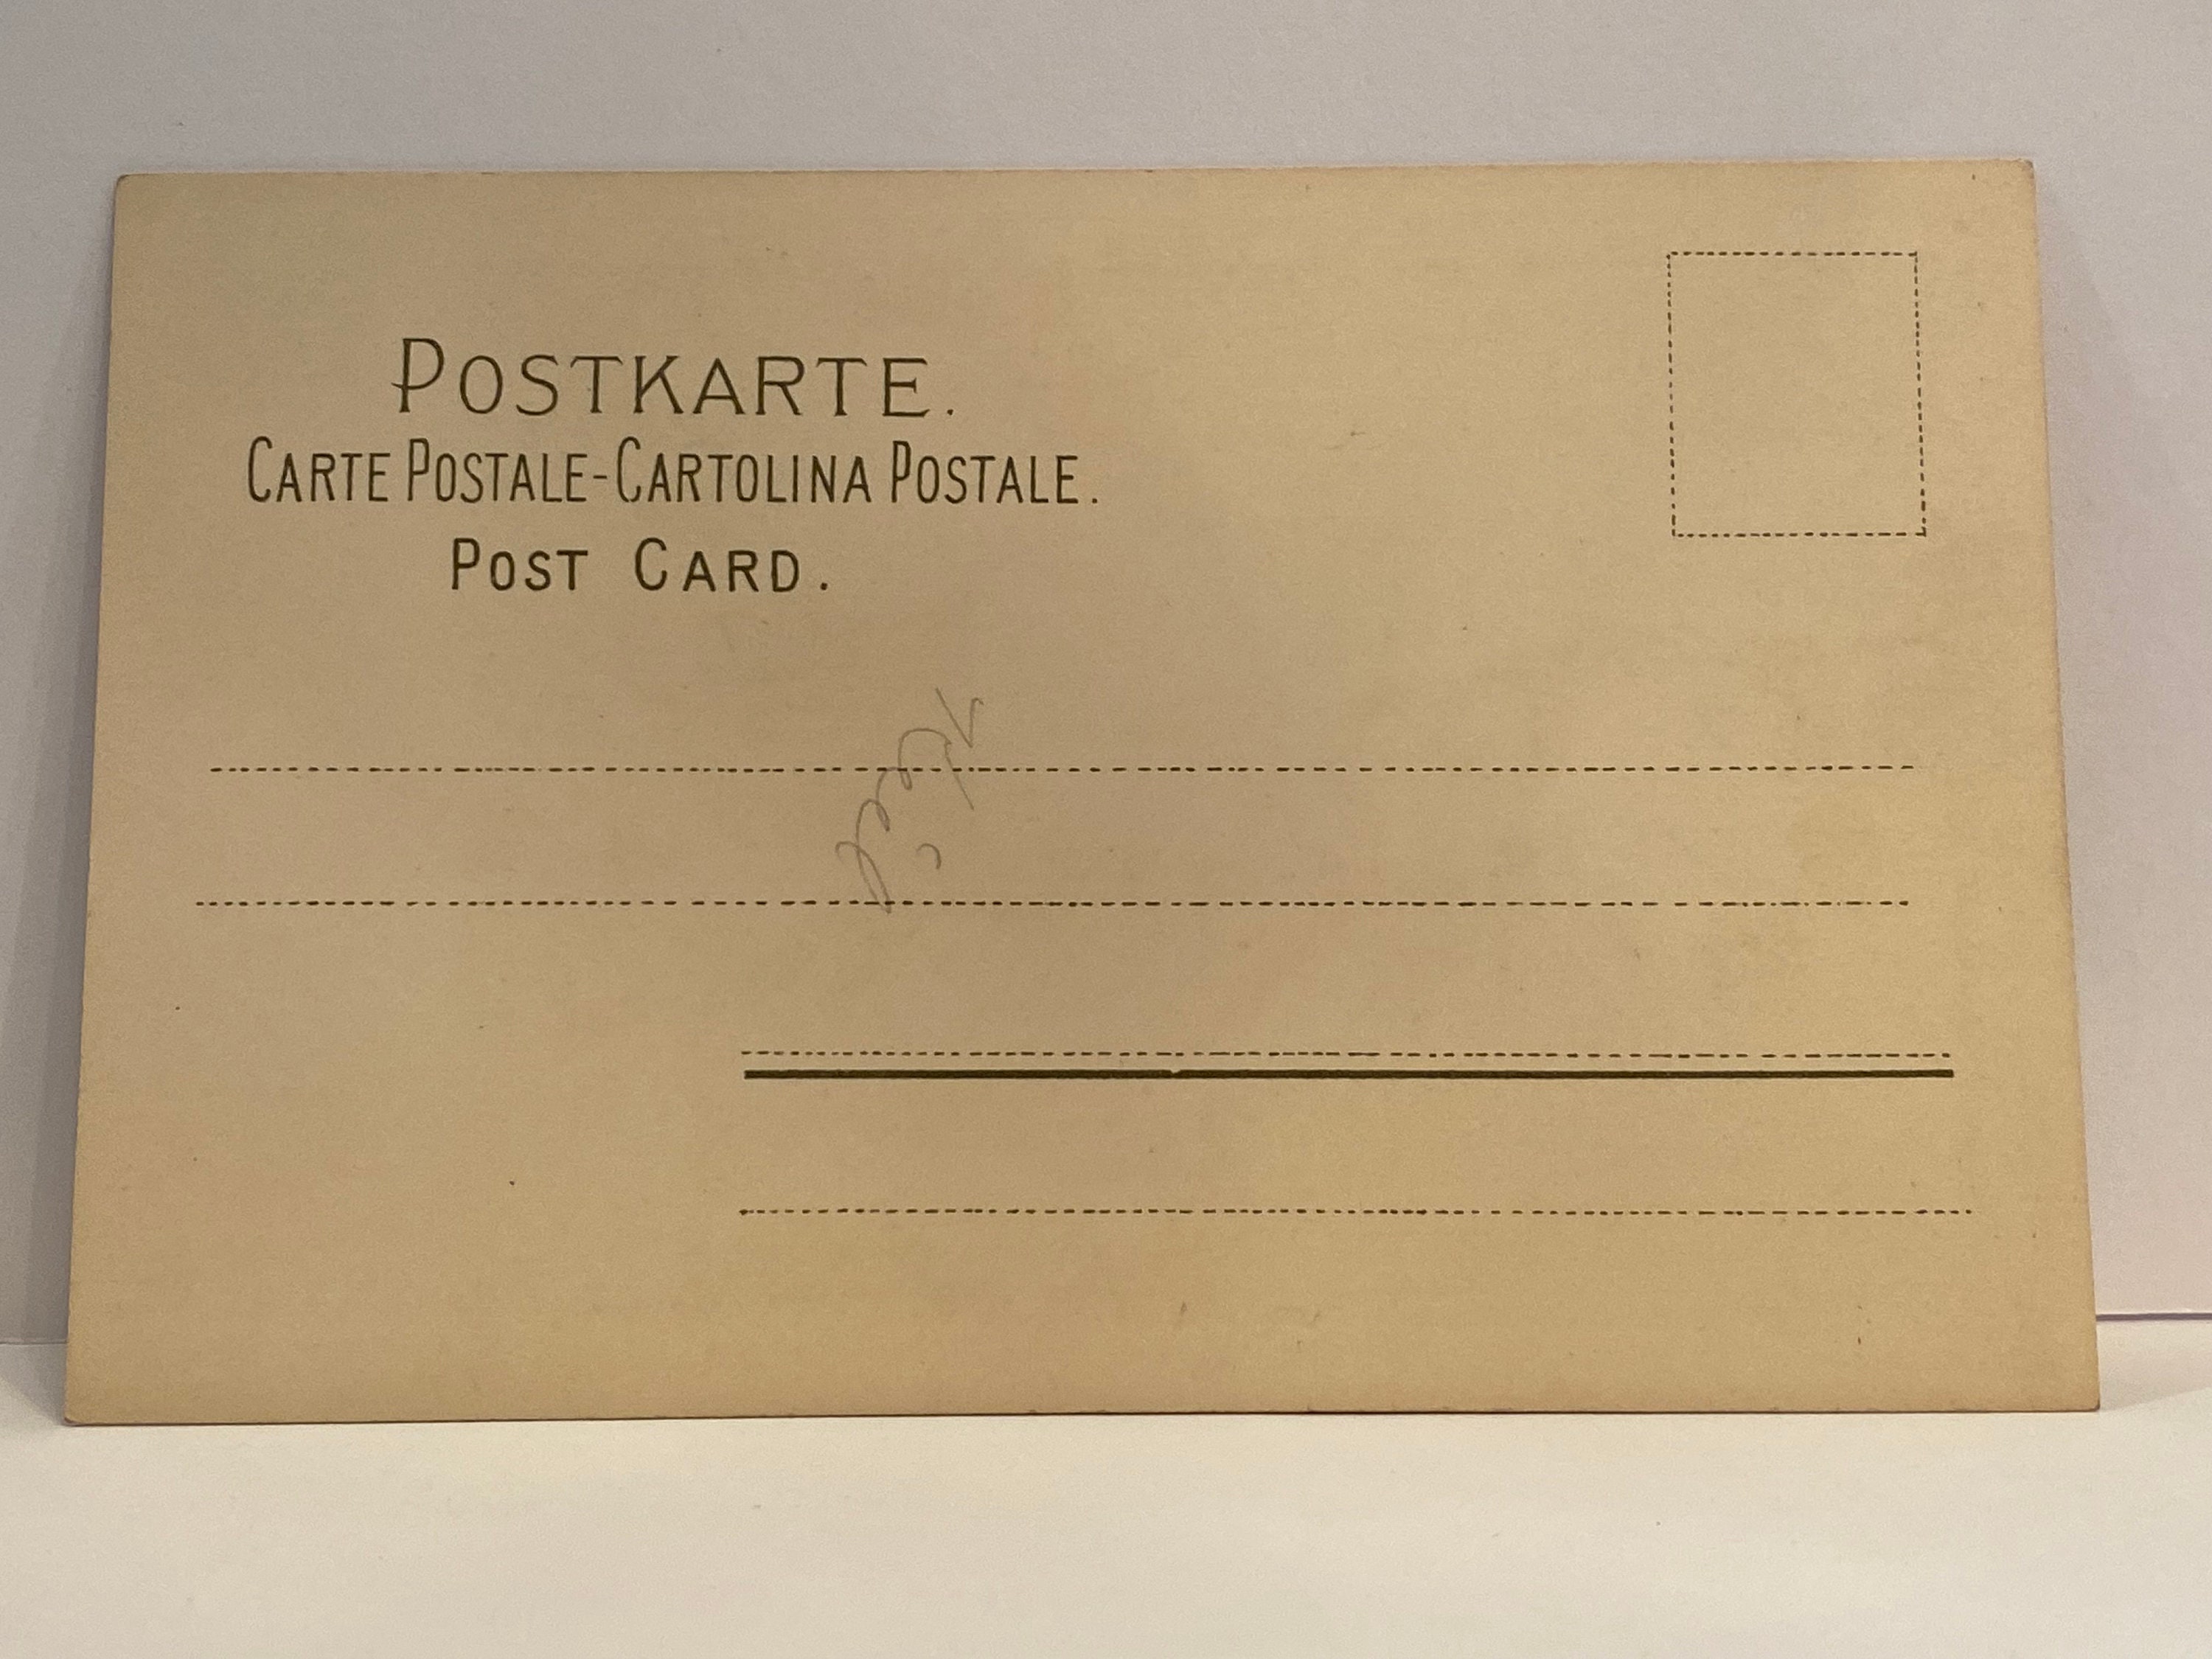 POSTKARTE.
CARTE POSTALE-CARTOLINA POSTALE.
POST CARD.